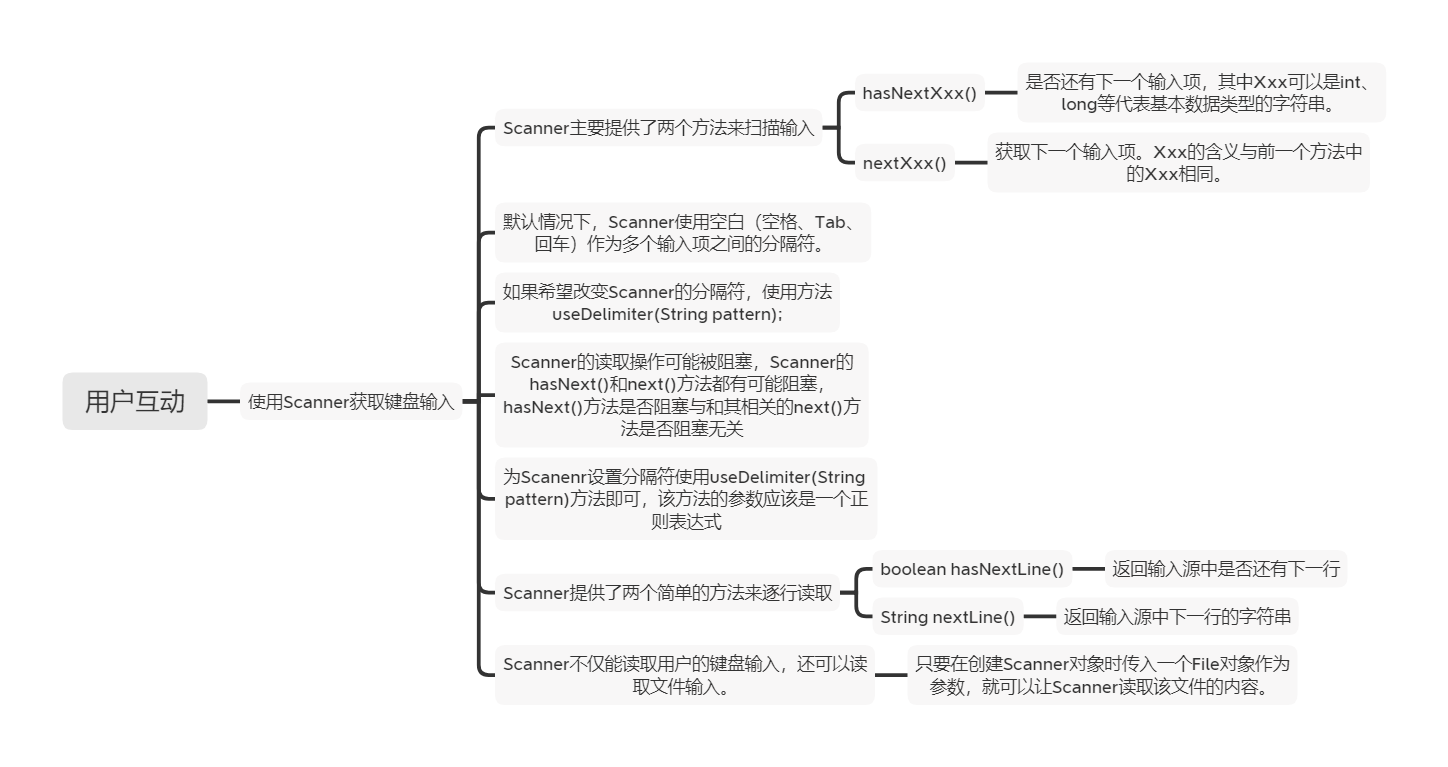 用户互动
使用Scanner获取键盘输入
Scanner主要提供了两个方法来扫描输入
hasNextXxx()
是否还有下一个输入项，其中Xxx可以是int、
long等代表基本数据类型的字符串。
nextXxx()
获取下一个输入项。Xxx的含义与前一个方法中
的Xxx相同。
默认情况下，Scanner使用空白（空格、Tab、
回车）作为多个输入项之间的分隔符。
如果希望改变Scanner的分隔符，使用方法
useDelimiter(String pattern);
Scanner的读取操作可能被阻塞，Scanner的
hasNext()和next()方法都有可能阻塞，
hasNext()方法是否阻塞与和其相关的next()方
法是否阻塞无关
为Scanenr设置分隔符使用useDelimiter(String
pattern)方法即可，该方法的参数应该是一个正
则表达式
Scanner提供了两个简单的方法来逐行读取
boolean hasNextLine()
返回输入源中是否还有下一行
String nextLine()
返回输入源中下一行的字符串
Scanner不仅能读取用户的键盘输入，还可以读
取文件输入。
只要在创建Scanner对象时传入一个File对象作为
参数，就可以让Scanner读取该文件的内容。